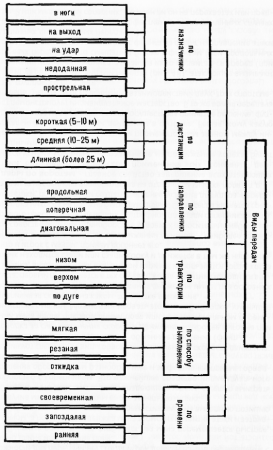 Виды передач
по назначению
в ноги
на выход
на удар
недоданная
прострельная
по дистанции
короткая (5-10 м)
средняя (10-25 м)
длинная (более 25 м)
по направлению
продольная
поперечная
диагональная
по траектории
низом
верхом
по дуге
по способу
выполнения
мягкая
резаная
откидка
по времени
своевременная
запоздалая
ранняя